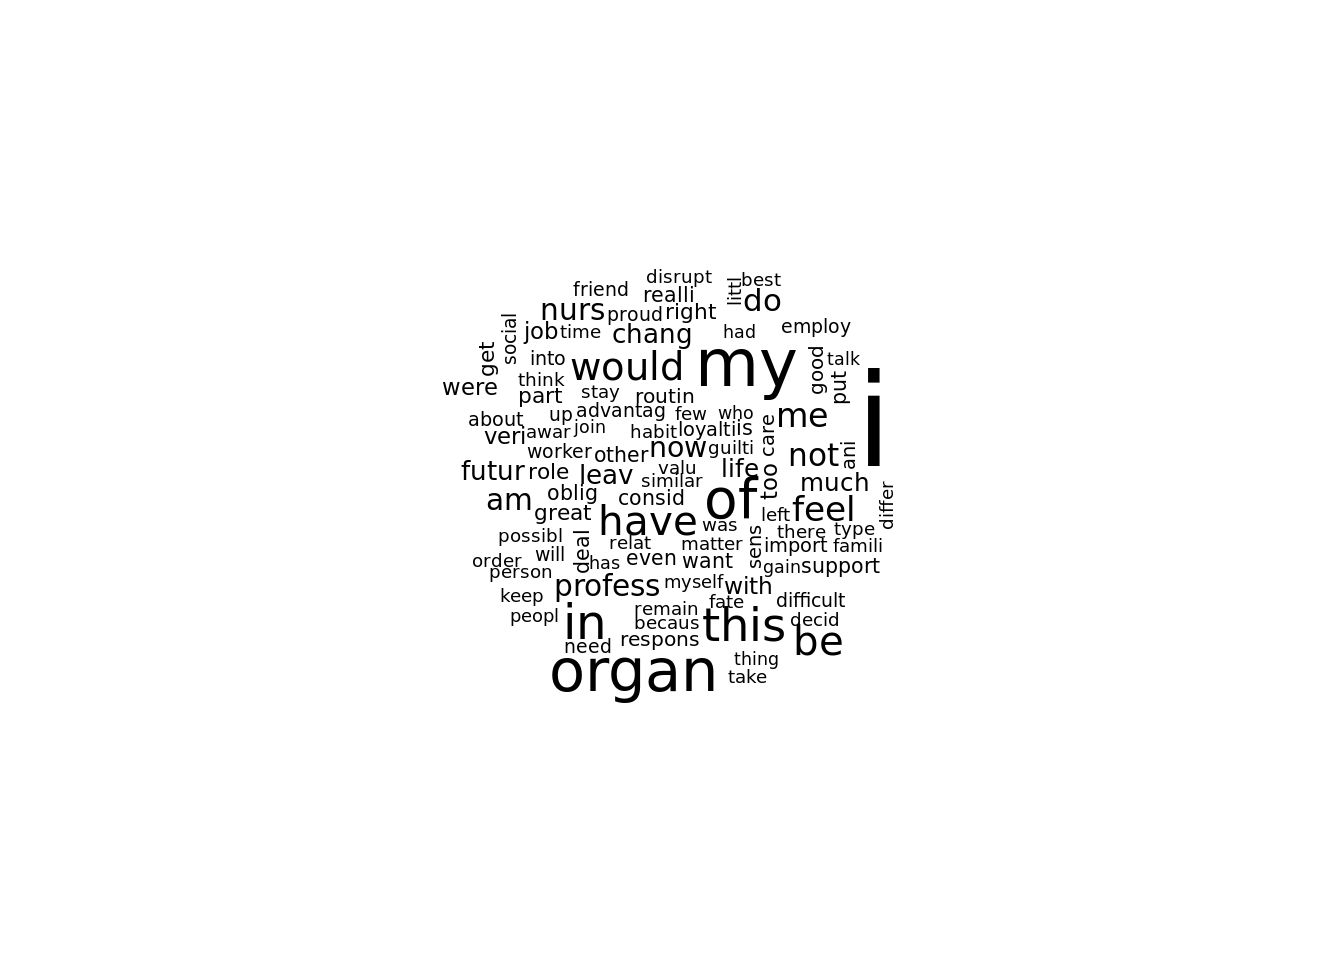 disrupt
friend
littl
best
realli
nurs
proud
right
do
social
job
time
chang
had
employ
get
into
would
my
good
talk
i
were
think
part
stay
routin
put
about
up
advantag
few
who
me
veri
awar
join
habit
loyalti
is
care
worker
other
now
guilti
not
ani
futur
role
leav
valu
similar
life
too
much
am
oblig
consid
of
great
have
was
left
feel
differ
possibl
deal
relat
matter
sens
there
type
import
famili
order
will
has
even
want
gain
support
person
profess
myself
with
keep
remain
fate
difficult
peopl
in
becaus
this
decid
need
respons
be
organ
thing
take